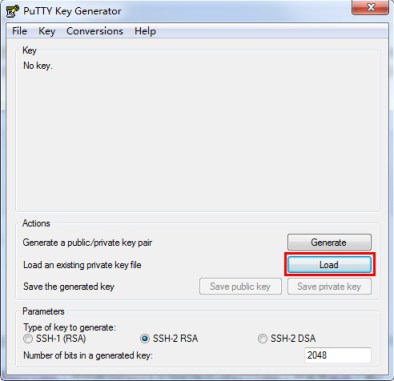 PuTTY Key Generator
File Key Conversions Help
Key
No key.
Actions
Generate a public/private key pair Generate
Load an existing private key file Load
Save the generated key Save public key Save private key
Parameters
Type of key to generate:
SSH-1 (RSA) SSH-2 RSA SSH-2 DSA
Number of bits in a generated key: 2048